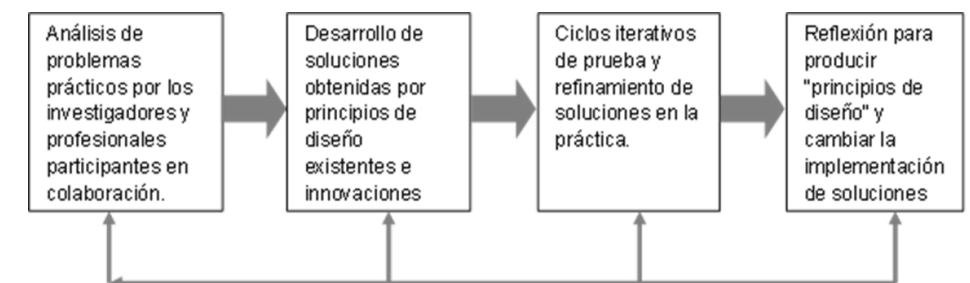 Análisis de
problemas
prácticos por los
investigadores y
profesionales
participantes en
colaboración.
Desarrollo de
soluciones
obtenidas por
principios de
diseño
existentes e
innovaciones
Ciclos iterativos
de prueba y
refinamiento de
soluciones en la
práctica.
Reflexión para
producir
"principios de
diseño" y
cambiar la
implementación
de soluciones